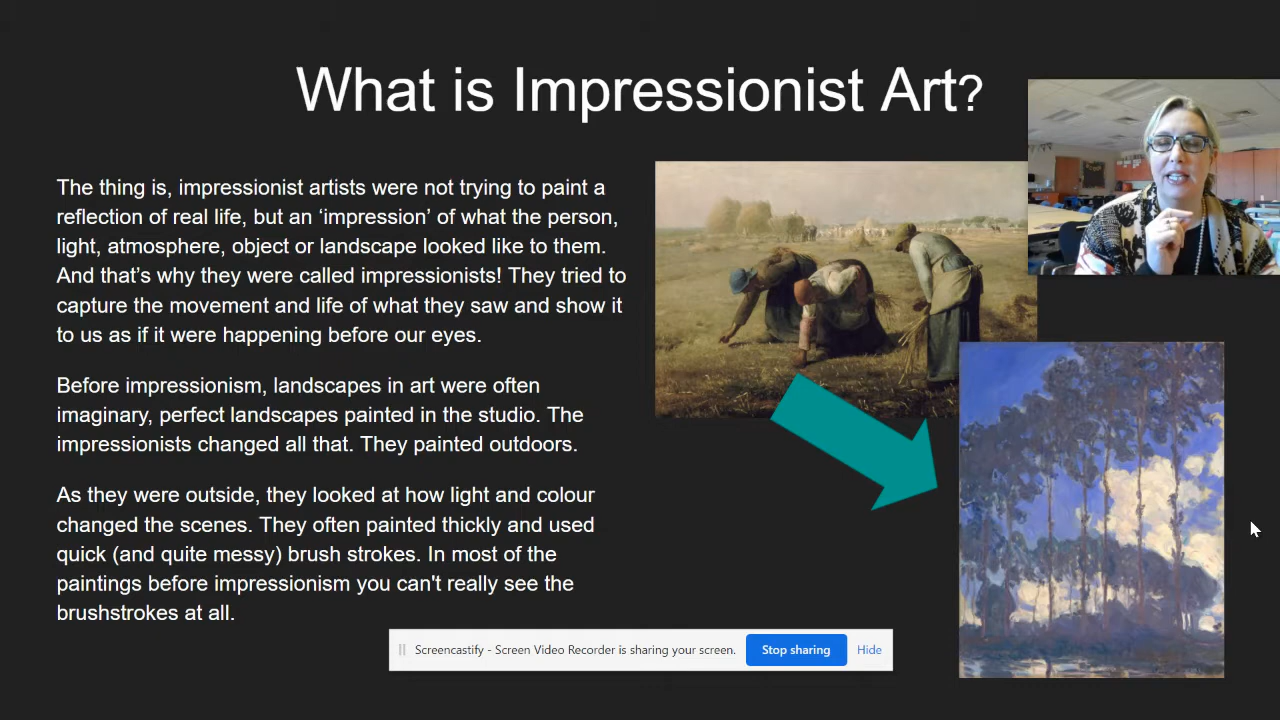 What is Impressionist Art?
The thing is, impressionist artists were not trying to paint a
reflection of real life, but an ‘impression’ of what the person,
light, atmosphere, object or landscape looked like to them.
And that’s why they were called impressionists! They tried to
capture the movement and life of what they saw and show it
to us as if it were happening before our eyes.
Before impressionism, landscapes in art were often
imaginary, perfect landscapes painted in the studio. The
impressionists changed all that. They painted outdoors.
As they were outside, they looked at how light and colour
changed the scenes. They often painted thickly and used
quick (and quite messy) brush strokes. In most of the
paintings before impressionism you can't really see the
brushstrokes at all.
Screencastify - Screen Video Recorder is sharing your screen.
Stop sharing
Hide